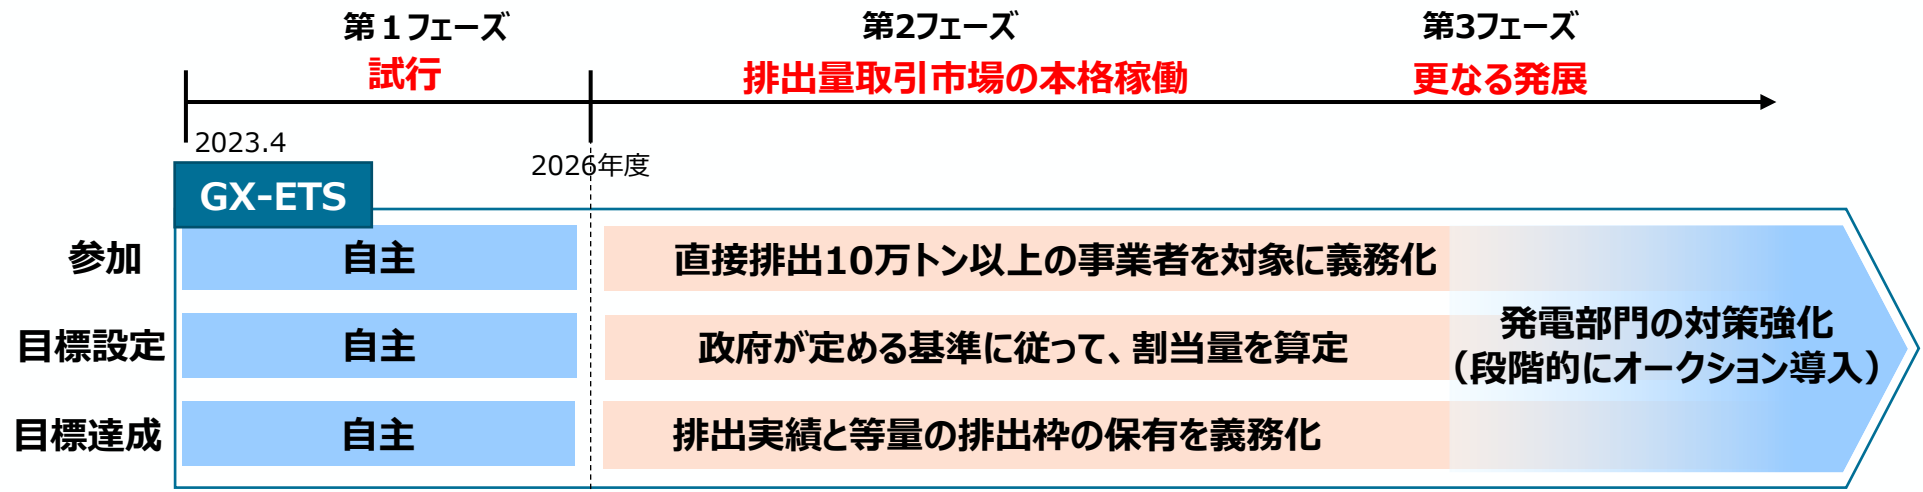 第１フェーズ
第2フェーズ
第3フェーズ
試行
排出量取引市場の本格稼働
更なる発展
2023.4
2026年度
GX-ETS
参加
自主
直接排出10万トン以上の事業者を対象に義務化
目標設定
自主
政府が定める基準に従って、割当量を算定
発電部門の対策強化
（段階的にオークション導入）
目標達成
自主
排出実績と等量の排出枠の保有を義務化